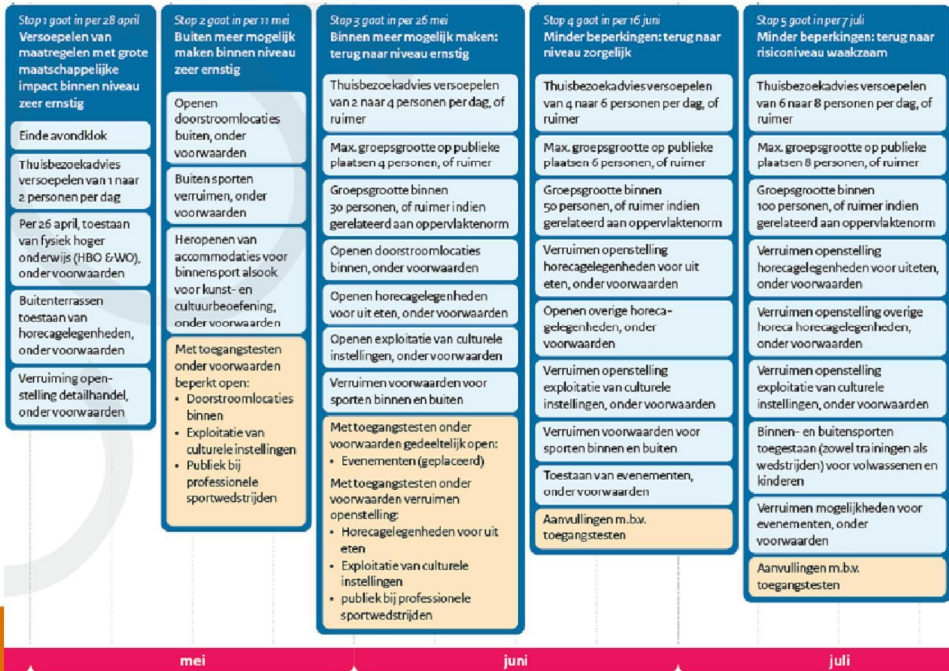 Stap 1 gaat in per 28 april
Versoepelen van
maatregelen met grote
maatschappelijke
impact binnen niveau
zeer ernstig
Einde avondklok
Thuisbezoekadvies
versoepelen van 1 naar
2 personen per dag
Per 26 april, toestaan
van fysiek hoger
onderwijs (HBO & WO),
onder voorwaarden
Buitenterrassen
toestaan van
horecagelegenheden,
onder voorwaarden
Verruiming open-
stelling detailhandel,
onder voorwaarden
Stap 2 gaat in per 11 mei
Buiten meer mogelijk
maken binnen niveau
zeer ernstig
Openen
doorstroomlocaties
buiten, onder
voorwaarden
Buiten sporten
verruimen, onder
voorwaarden
Heropenen van
accommodaties voor
binnensport alsook
voor kunst- en
cultuurbeoefening,
onder voorwaarden
Met toegangstesten
onder voorwaarden
beperkt open:
• Doorstroomlocaties
binnen
• Exploitatie van
culturele instellingen
• Publiek bij
professionele
sportwedstrijden
Stap 3 gaat in per 26 mei
Binnen meer mogelijk maken:
terug naar niveau ernstig
Thuisbezoekadvies versoepelen
van 2 naar 4 personen per dag, of
ruimer
Max. groepsgrootte op publieke
plaatsen 4 personen, of ruimer
Groepsgrootte binnen
30 personen, of ruimer indien
gerelateerd aan oppervlaktenorm
Openen doorstroomlocaties
binnen, onder voorwaarden
Openen horecagelegenheden
voor uit eten, onder voorwaarden
Openen exploitatie van culturele
instellingen, onder voorwaarden
Verruimen voorwaarden voor
sporten binnen en buiten
Met toegangstesten onder
voorwaarden gedeeltelijk open:
• Evenementen (geplaceerd)
Met toegangstesten onder
voorwaarden verruimen
openstelling:
• Horecagelegenheden voor uit
eten
• Exploitatie van culturele
instellingen
• publiek bij professionele
sportwedstrijden
Stap 4 gaat in per 16 juni
Minder beperkingen: terug naar
niveau zorgelijk
Thuisbezoekadvies versoepelen
van 4 naar 6 personen per dag, of
ruimer
Max. groepsgrootte op publieke
plaatsen 6 personen, of ruimer
Groepsgrootte binnen
50 personen, of ruimer indien
gerelateerd aan oppervlaktenorm
Verruimen openstelling
horecagelegenheden voor uit
eten, onder voorwaarden
Openen overige horeca-
gelegenheden, onder
voorwaarden
Verruimen openstelling
exploitatie van culturele
instellingen, onder voorwaarden
Verruimen voorwaarden voor
sporten binnen en buiten
Toestaan van evenementen,
onder voorwaarden
Aanvullingen m.b.v.
toegangstesten
Stap 5 gaat in per 7 juli
Minder beperkingen: terug naar
risiconiveau waakzaam
Thuisbezoekadvies versoepelen
van 6 naar 8 personen per dag, of
ruimer
Max. groepsgrootte op publieke
plaatsen 8 personen, of ruimer
Groepsgrootte binnen
100 personen, of ruimer indien
gerelateerd aan oppervlaktenorm
Verruimen openstelling
horecagelegenheden voor uiteten,
onder voorwaarden
Verruimen openstelling overige
horeca horecagelegenheden,
onder voorwaarden
Verruimen openstelling
exploitatie van culturele
instellingen, onder voorwaarden
Binnen- en buitensporten
toegestaan (zowel trainingen als
wedstrijden) voor volwassenen en
kinderen
Verruimen mogelijkheden voor
evenementen, onder
voorwaarden
Aanvullingen m.b.v.
toegangstesten
mei
juni
juli